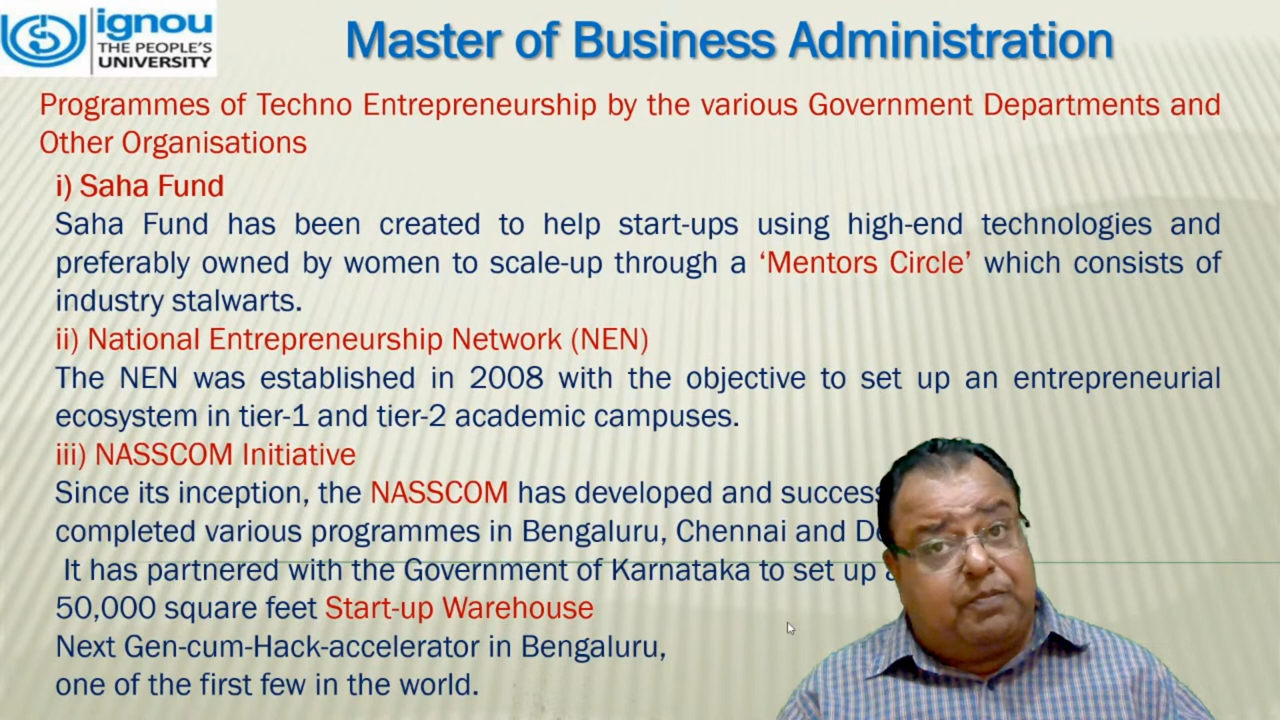 ignou
THE PEOPLE'S
UNIVERSITY
Master of Business Administration
Programmes of Techno Entrepreneurship by the various Government Departments and
Other Organisations
i) Saha Fund
Saha Fund has been created to help start-ups using high-end technologies and
preferably owned by women to scale-up through a ‘Mentors Circle’ which consists of
industry stalwarts.
ii) National Entrepreneurship Network (NEN)
The NEN was established in 2008 with the objective to set up an entrepreneurial
ecosystem in tier-1 and tier-2 academic campuses.
iii) NASSCOM Initiative
Since its inception, the NASSCOM has developed and
completed various programmes in Bengaluru, Chennai and
It has partnered with the Government of Karnataka to set up
50,000 square feet Start-up Warehouse
Next Gen-cum-Hack-accelerator in Bengaluru,
one of the first few in the world.